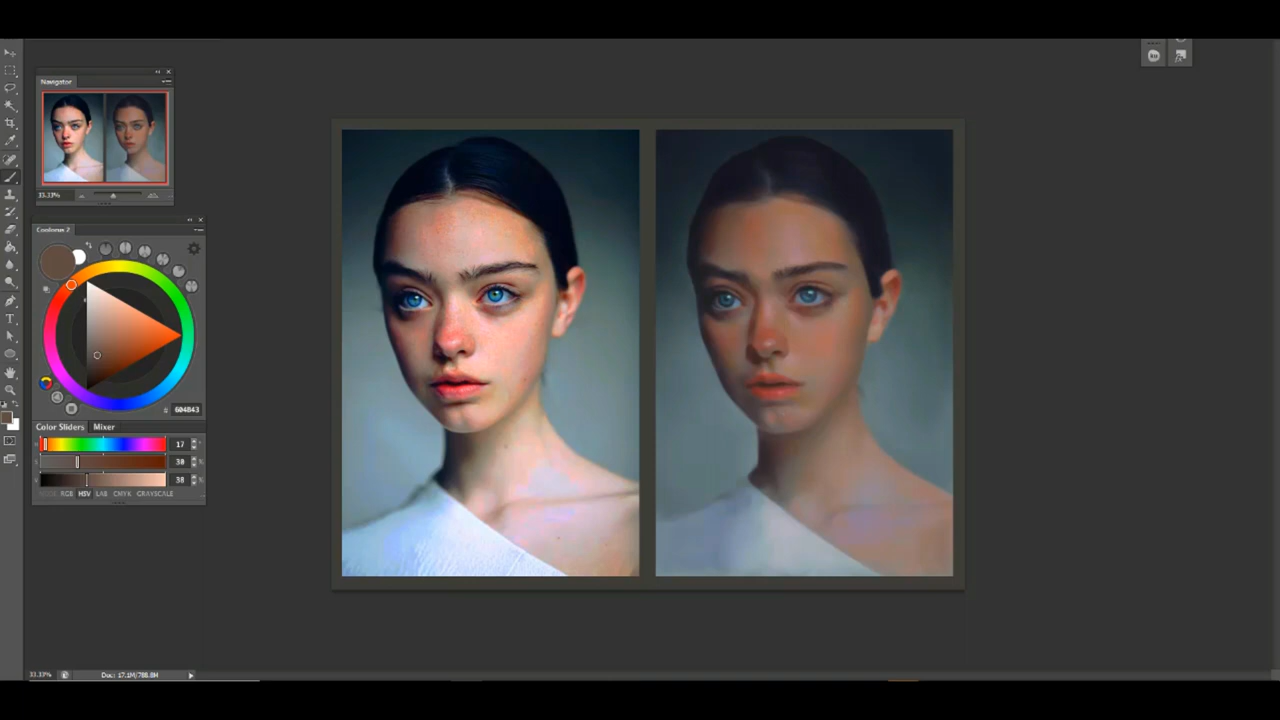 Navigator
33.33%
Coolorus 2
# 604843
Color Sliders Mixer
H 17 °
S 30 %
V 38 %
RGB HSV LAB CMYK GRAYSCALE
T
33.33% Doc: 17.1M/788.8M